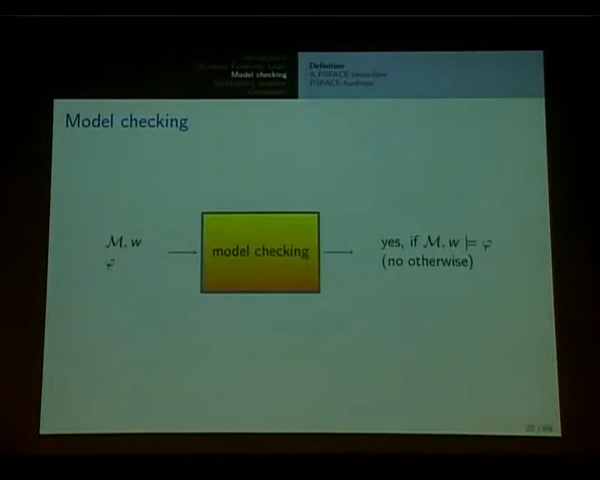 Model checking
Definition
A PSPACE-procedure
PSPACE-hardness
Model checking
ℳ, w
φ
model checking
yes, if ℳ, w ⊨ φ
(no otherwise)